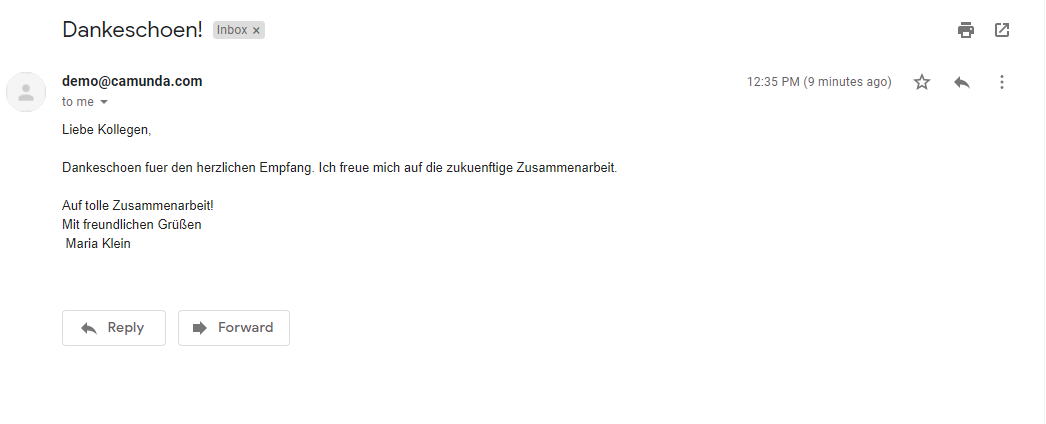 Dankeschoen! Inbox ×
demo@camunda.com 12:35 PM (9 minutes ago)
to me
Liebe Kollegen,
Dankeschoen fuer den herzlichen Empfang. Ich freue mich auf die zukuenftige Zusammenarbeit.
Auf tolle Zusammenarbeit!
Mit freundlichen Grüßen
Maria Klein
Reply Forward